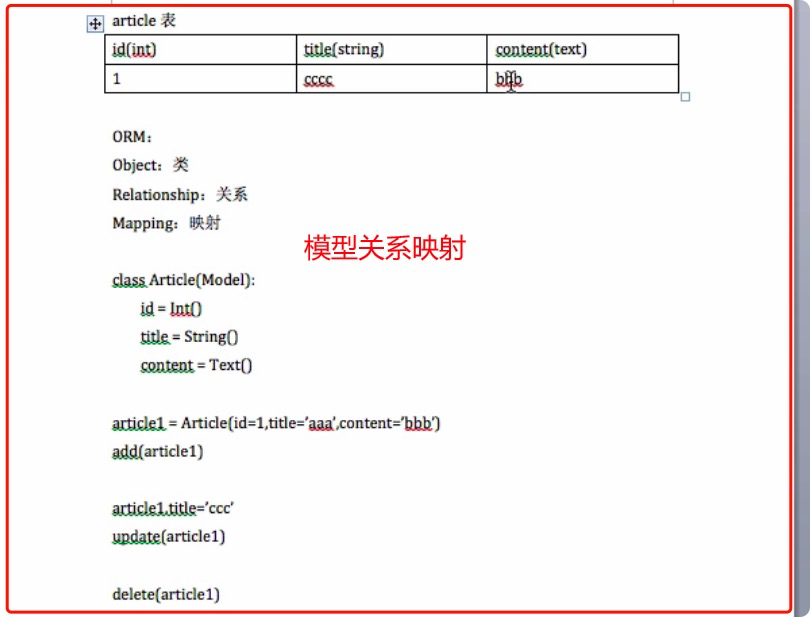 article 表
id(int) title(string) content(text)
1 cccc bbb
ORM：
Object：类
Relationship：关系
Mapping：映射
模型关系映射
class Article(Model):
id = Int()
title = String()
content = Text()
article1 = Article(id=1,title=’aaa’,content=’bbb’)
add(article1)
article1.title=’ccc’
update(article1)
delete(article1)